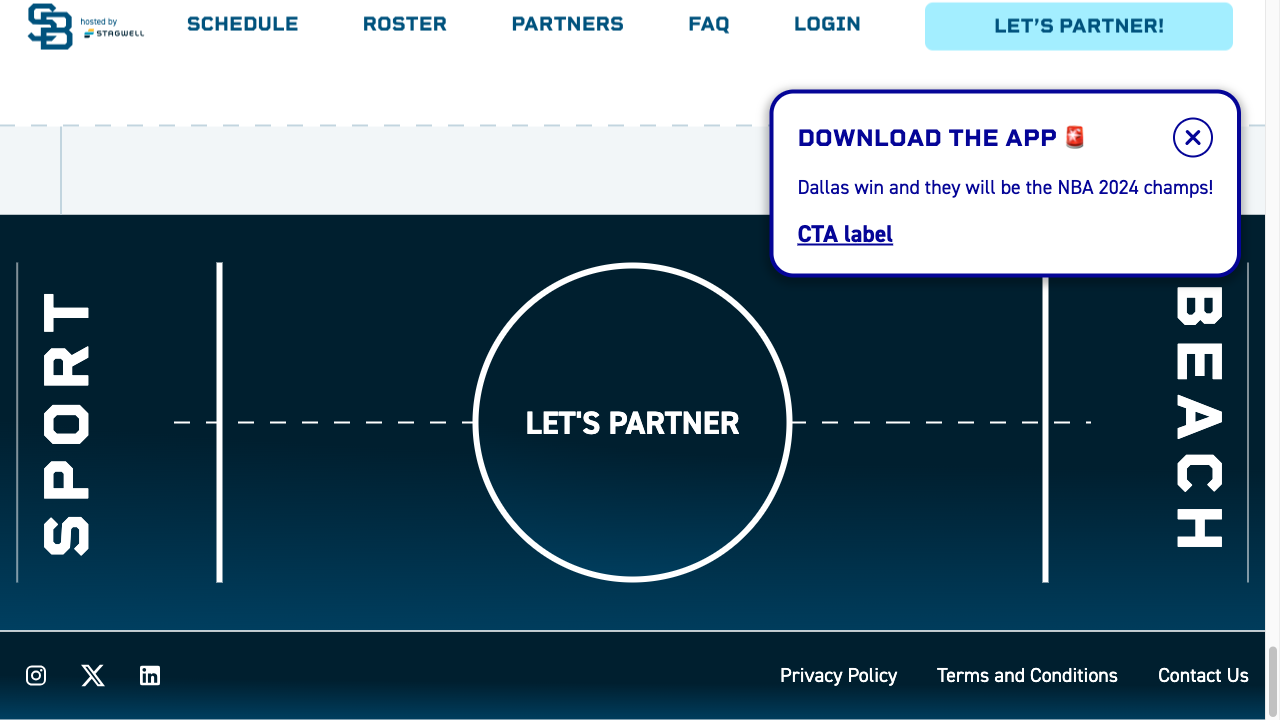 SB hosted by STAGWELL
SCHEDULE ROSTER PARTNERS FAQ LOGIN LET’S PARTNER!
DOWNLOAD THE APP 🚨
Dallas win and they will be the NBA 2024 champs!
CTA label
SPORT
LET'S PARTNER
BEACH
Privacy Policy Terms and Conditions Contact Us